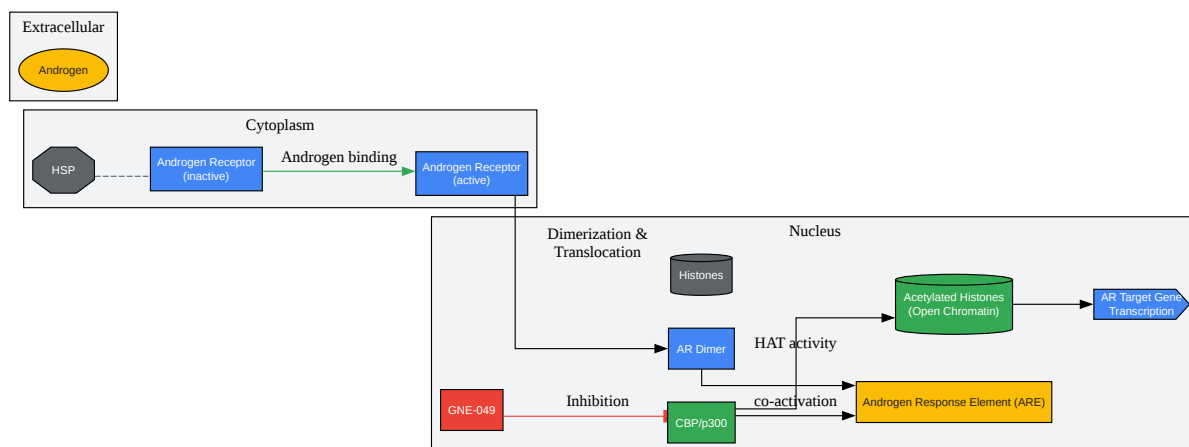 Extracellular
Androgen
Cytoplasm
HSP
Androgen Receptor
(inactive)
Androgen binding
Androgen Receptor
(active)
Nucleus
Dimerization &
Translocation
Histones
Acetylated Histones
(Open Chromatin)
AR Target Gene
Transcription
AR Dimer
HAT activity
GNE-049
Inhibition
CBP/p300
co-activation
Androgen Response Element (ARE)